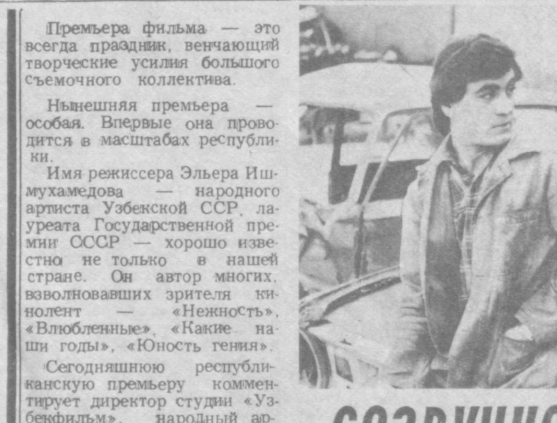 Премьера фильма — это
всегда праздник, венчающий
творческие усилия большого
съемочного коллектива.
Нынешняя премьера —
особая. Впервые она прово-
дится в масштабах республи-
ки.
Имя режиссера Эльера Иш-
мухамедова — народного
артиста Узбекской ССР, ла-
уреата Государственной пре-
мии СССР — хорошо изве-
стно не только в нашей
стране. Он автор многих,
взволновавших зрителя ки-
нолент — «Нежность»,
«Влюбленные», «Какие на-
ши годы», «Юность гения».
Сегодняшнюю республи-
канскую премьеру коммен-
тирует директор студии «Уз-
бекфильм», народный ар-